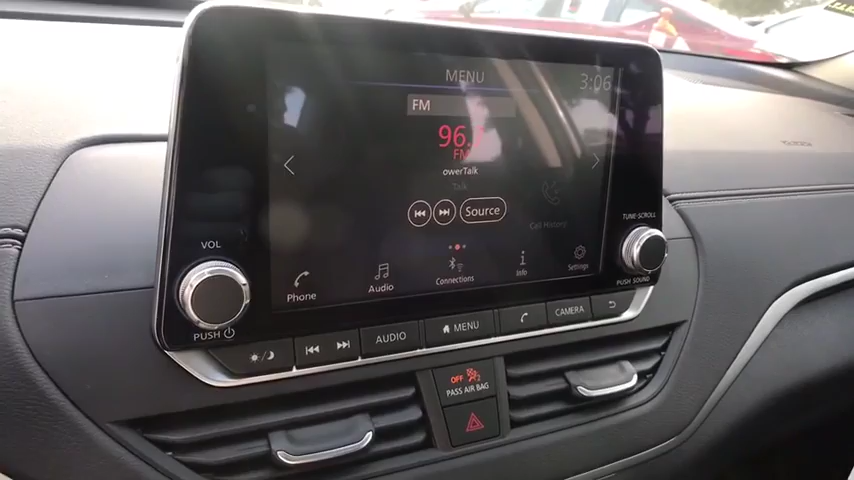 MENU
3:06
FM
96.
FM
owerTalk
Talk
Source
Call History
VOL
TUNE·SCROLL
Phone
Audio
Connections
Info
Settings
PUSH
PUSH SOUND
AUDIO
MENU
CAMERA
OFF
PASS AIR BAG